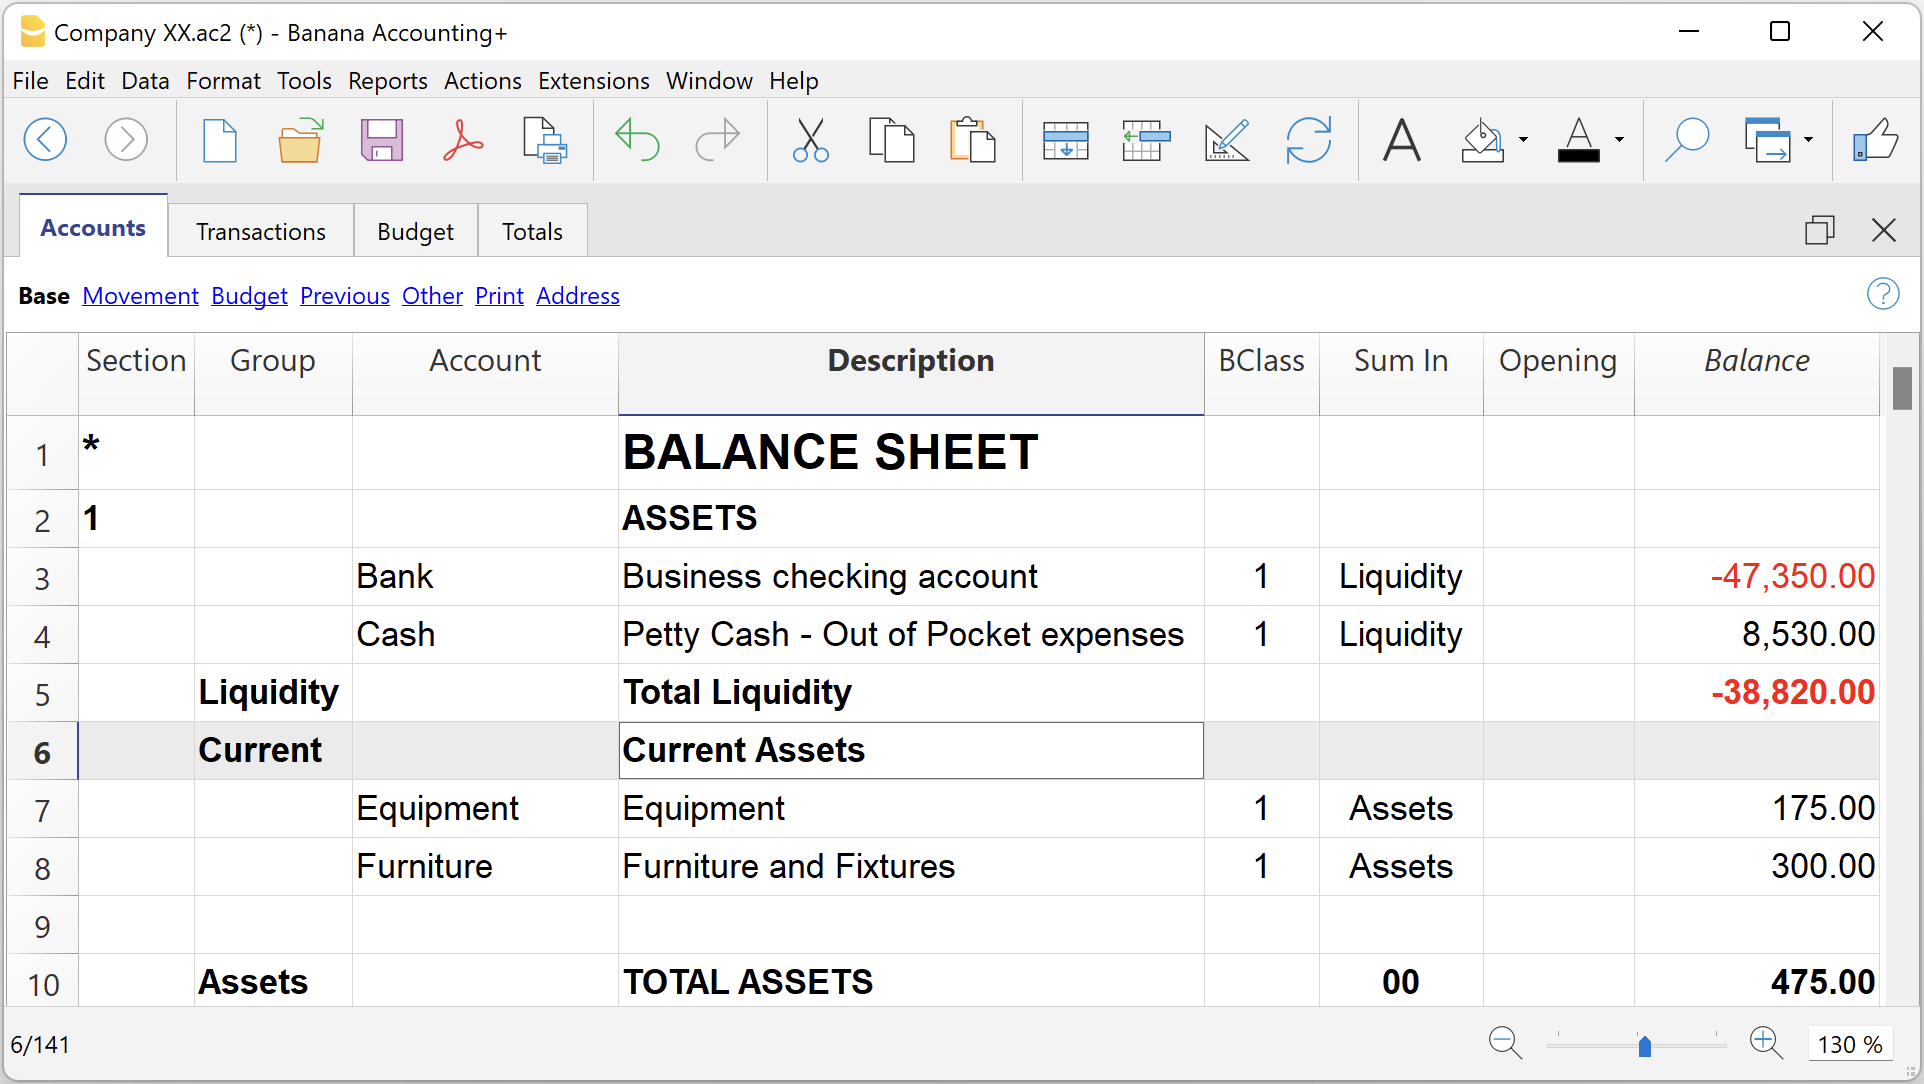 Company XX.ac2 (*) - Banana Accounting+
File Edit Data Format Tools Reports Actions Extensions Window Help
Accounts Transactions Budget Totals
Base Movement Budget Previous Other Print Address
Section Group Account Description BClass Sum In Opening Balance
1 * BALANCE SHEET
2 1 ASSETS
3 Bank Business checking account 1 Liquidity -47,350.00
4 Cash Petty Cash - Out of Pocket expenses 1 Liquidity 8,530.00
5 Liquidity Total Liquidity -38,820.00
6 Current Current Assets
7 Equipment Equipment 1 Assets 175.00
8 Furniture Furniture and Fixtures 1 Assets 300.00
9
10 Assets TOTAL ASSETS 00 475.00
6/141 130 %